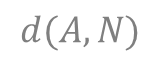 d(A, N)